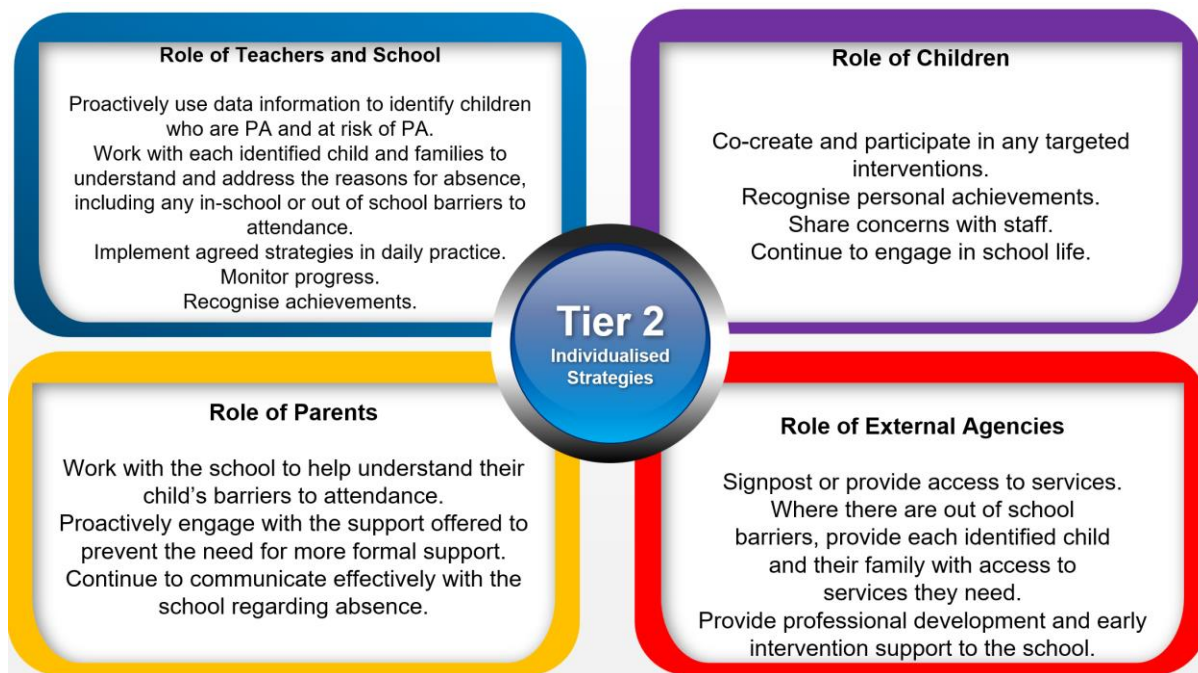 Role of Teachers and School
Proactively use data information to identify children
who are PA and at risk of PA.
Work with each identified child and families to
understand and address the reasons for absence,
including any in-school or out of school barriers to
attendance.
Implement agreed strategies in daily practice.
Monitor progress.
Recognise achievements.
Role of Children
Co-create and participate in any targeted
interventions.
Recognise personal achievements.
Share concerns with staff.
Continue to engage in school life.
Tier 2
Individualised
Strategies
Role of Parents
Work with the school to help understand their
child’s barriers to attendance.
Proactively engage with the support offered to
prevent the need for more formal support.
Continue to communicate effectively with the
school regarding absence.
Role of External Agencies
Signpost or provide access to services.
Where there are out of school
barriers, provide each identified child
and their family with access to
services they need.
Provide professional development and early
intervention support to the school.